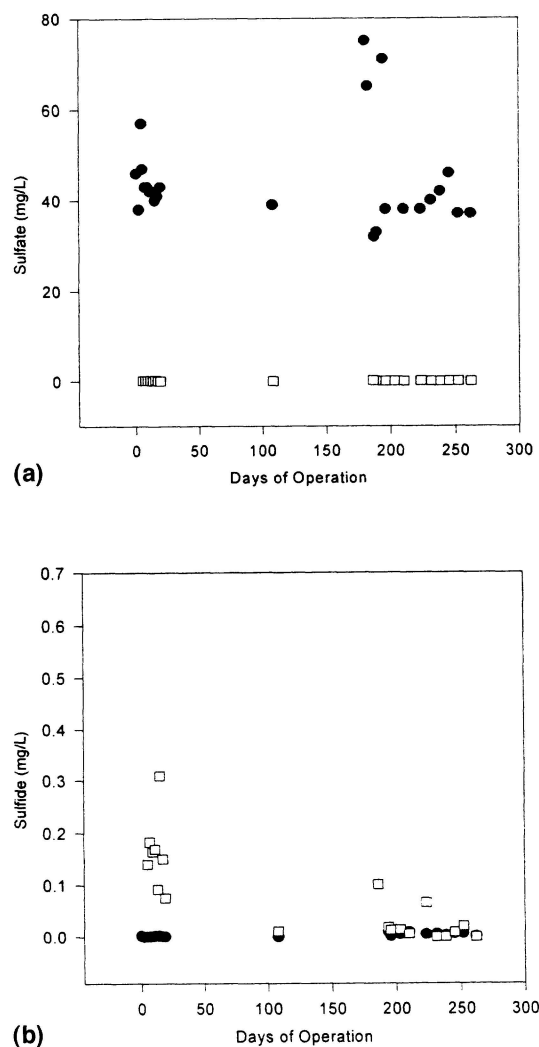 80
60
40
20
0
Sulfate (mg/L)
0 50 100 150 200 250 300
(a)
Days of Operation
0.7
0.6
0.5
0.4
0.3
0.2
0.1
0.0
Sulfide (mg/L)
0 50 100 150 200 250 300
(b)
Days of Operation